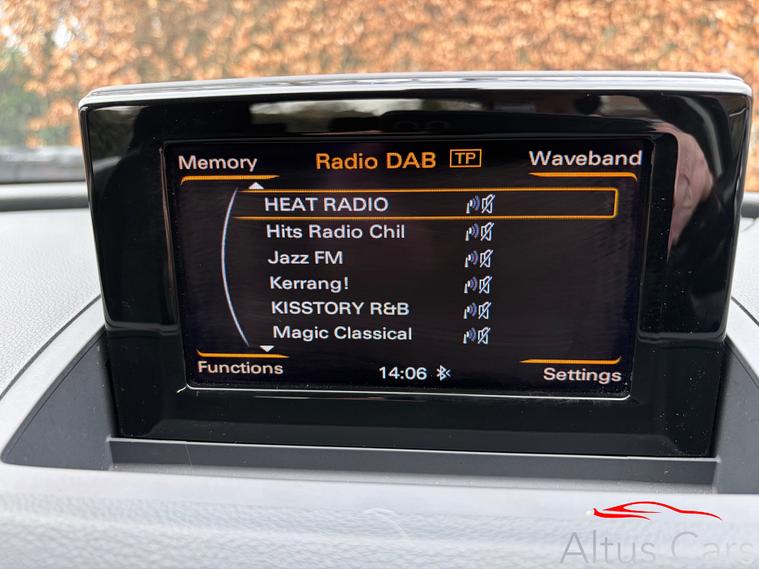 Memory Radio DAB TP Waveband
HEAT RADIO
Hits Radio Chil
Jazz FM
Kerrang!
KISSTORY R&B
Magic Classical
Functions 14:06 Settings
Altus Cars